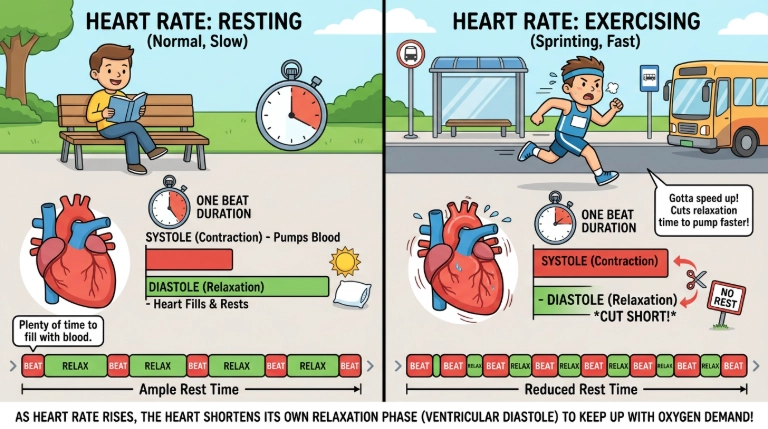 HEART RATE: RESTING
(Normal, Slow)
ONE BEAT
DURATION
SYSTOLE (Contraction) - Pumps Blood
DIASTOLE (Relaxation)
- Heart Fills & Rests
Plenty of time to
fill with blood.
BEAT RELAX BEAT RELAX BEAT RELAX BEAT RELAX BEAT
Ample Rest Time
HEART RATE: EXERCISING
(Sprinting, Fast)
Gotta speed up!
Cuts relaxation
time to pump faster!
ONE BEAT
DURATION
SYSTOLE (Contraction)
- DIASTOLE (Relaxation)
*CUT SHORT!*
NO
REST
BEAT BEAT RELAX BEAT RELAX BEAT RELAX BEAT RELAX BEAT RELAX BEAT RELAX BEAT
Reduced Rest Time
AS HEART RATE RISES, THE HEART SHORTENS ITS OWN RELAXATION PHASE (VENTRICULAR DIASTOLE) TO KEEP UP WITH OXYGEN DEMAND!